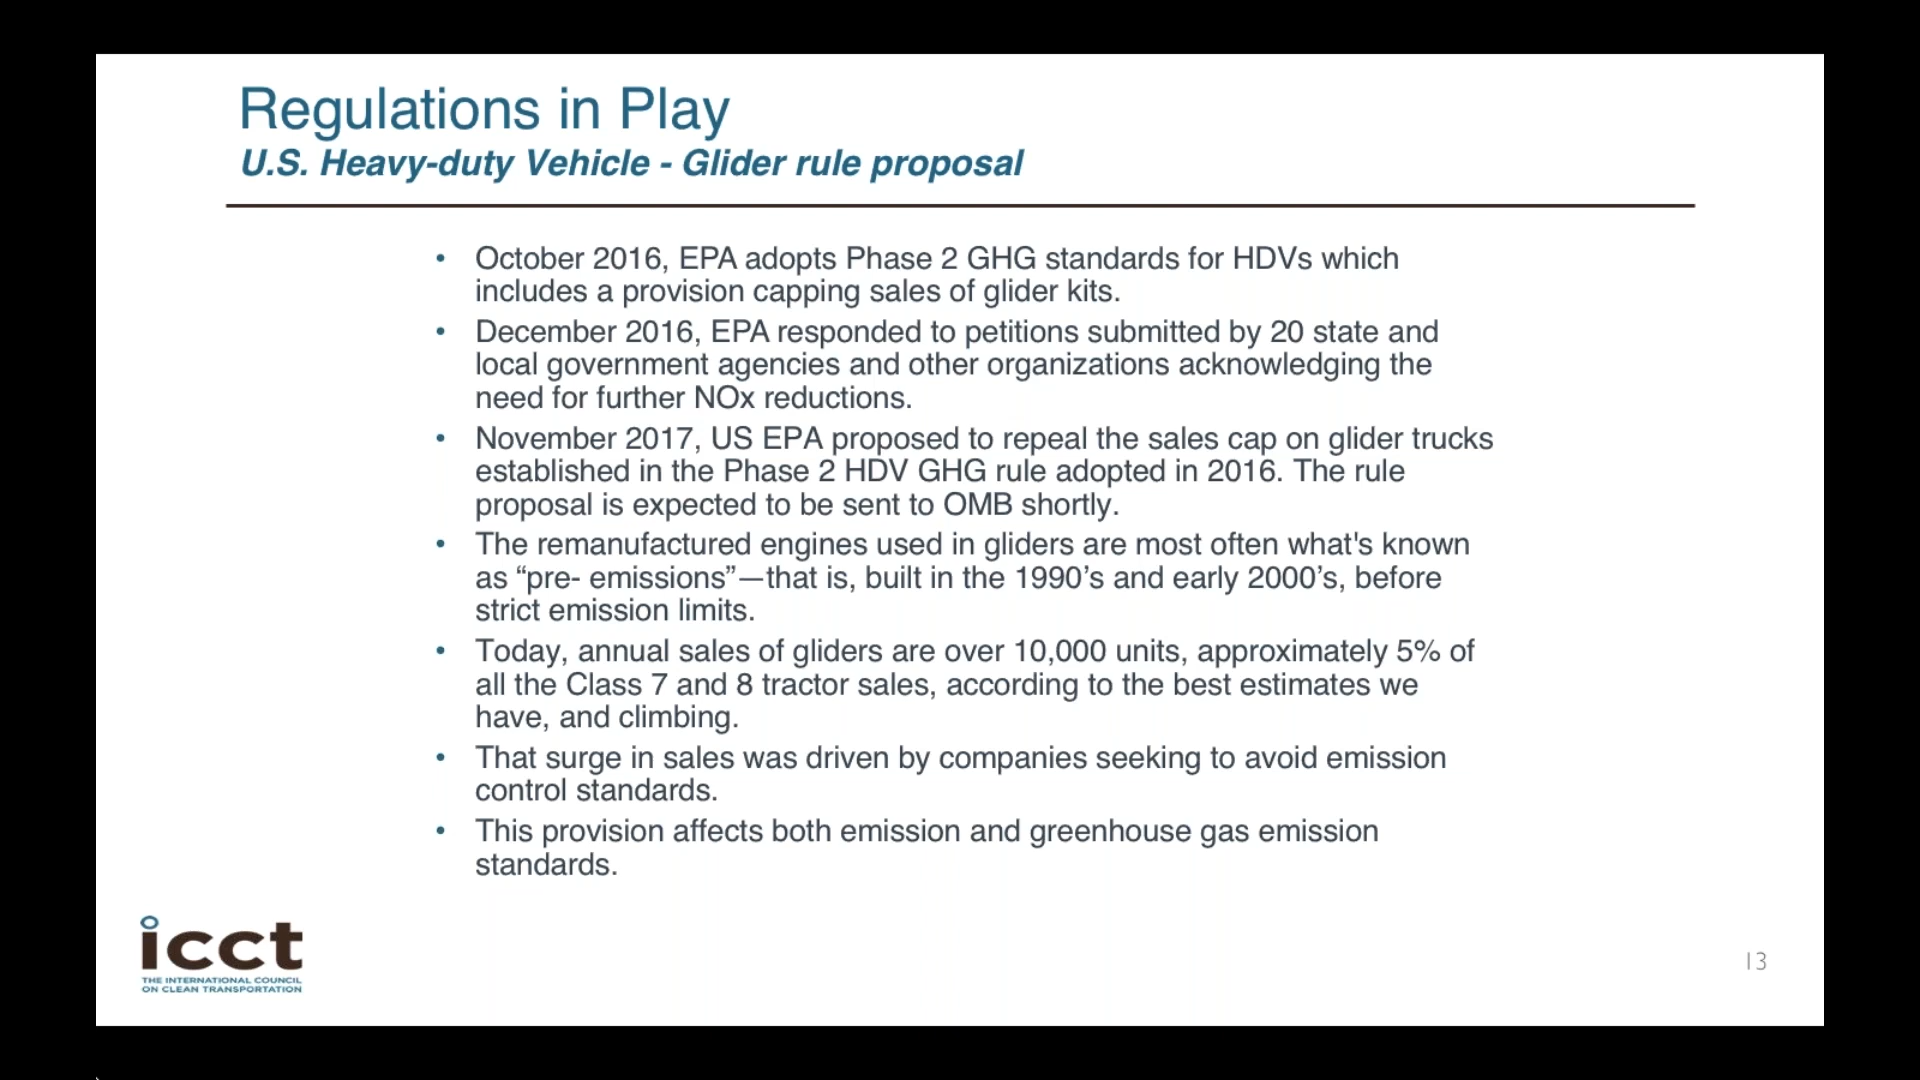 Regulations in Play
U.S. Heavy-duty Vehicle - Glider rule proposal
• October 2016, EPA adopts Phase 2 GHG standards for HDVs which
includes a provision capping sales of glider kits.
• December 2016, EPA responded to petitions submitted by 20 state and
local government agencies and other organizations acknowledging the
need for further NOx reductions.
• November 2017, US EPA proposed to repeal the sales cap on glider trucks
established in the Phase 2 HDV GHG rule adopted in 2016. The rule
proposal is expected to be sent to OMB shortly.
• The remanufactured engines used in gliders are most often what's known
as “pre- emissions”—that is, built in the 1990’s and early 2000’s, before
strict emission limits.
• Today, annual sales of gliders are over 10,000 units, approximately 5% of
all the Class 7 and 8 tractor sales, according to the best estimates we
have, and climbing.
• That surge in sales was driven by companies seeking to avoid emission
control standards.
• This provision affects both emission and greenhouse gas emission
standards.
icct
THE INTERNATIONAL COUNCIL
ON CLEAN TRANSPORTATION
13